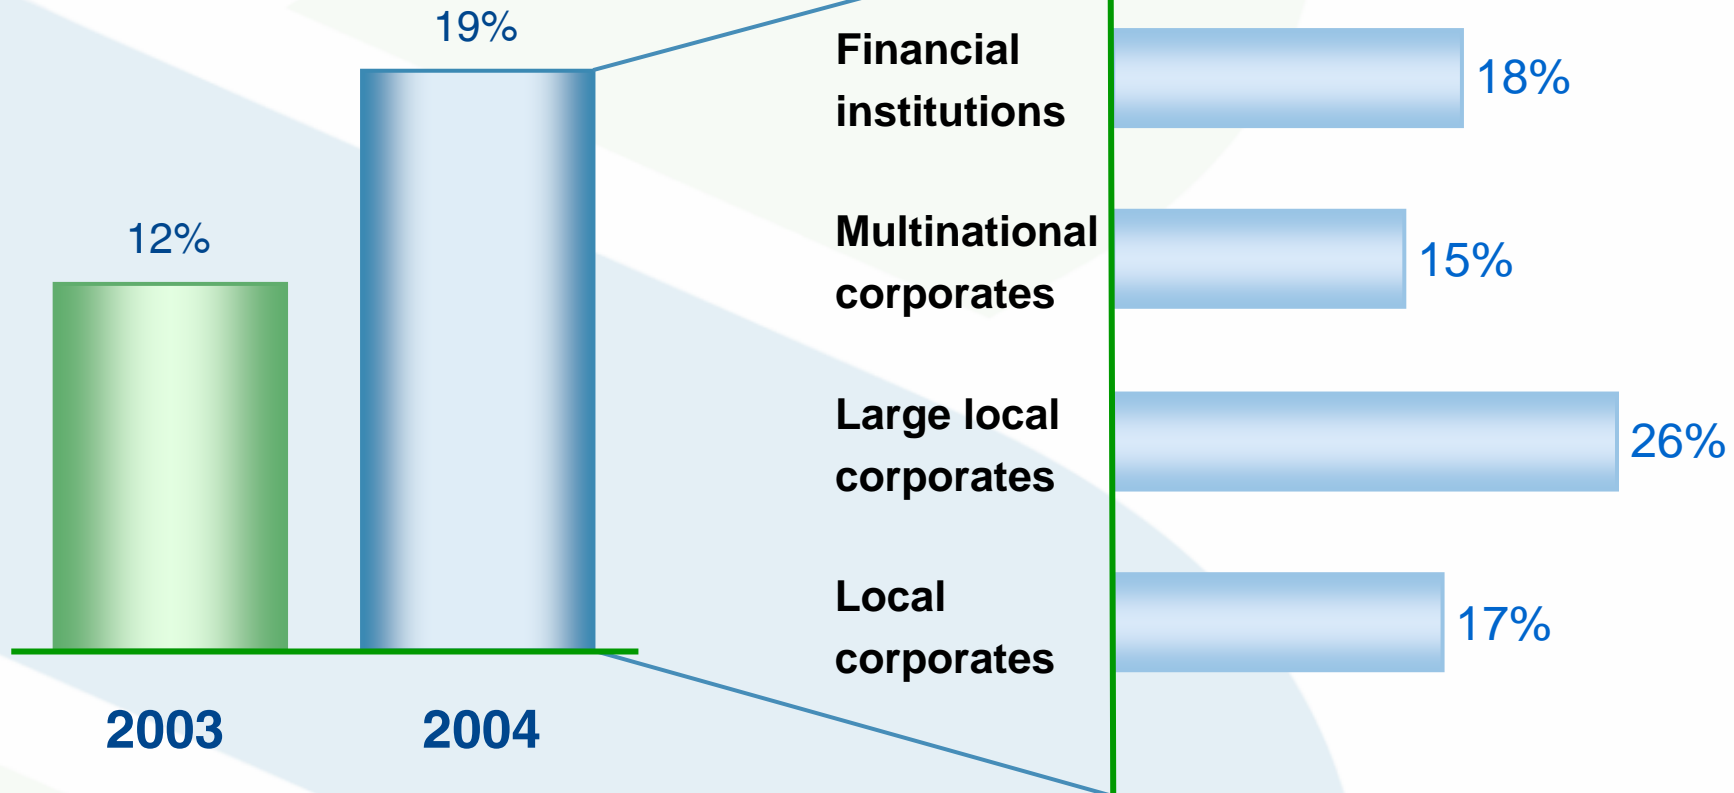 19%
12%
2003
2004
Financial
institutions
18%
Multinational
corporates
15%
Large local
corporates
26%
Local
corporates
17%